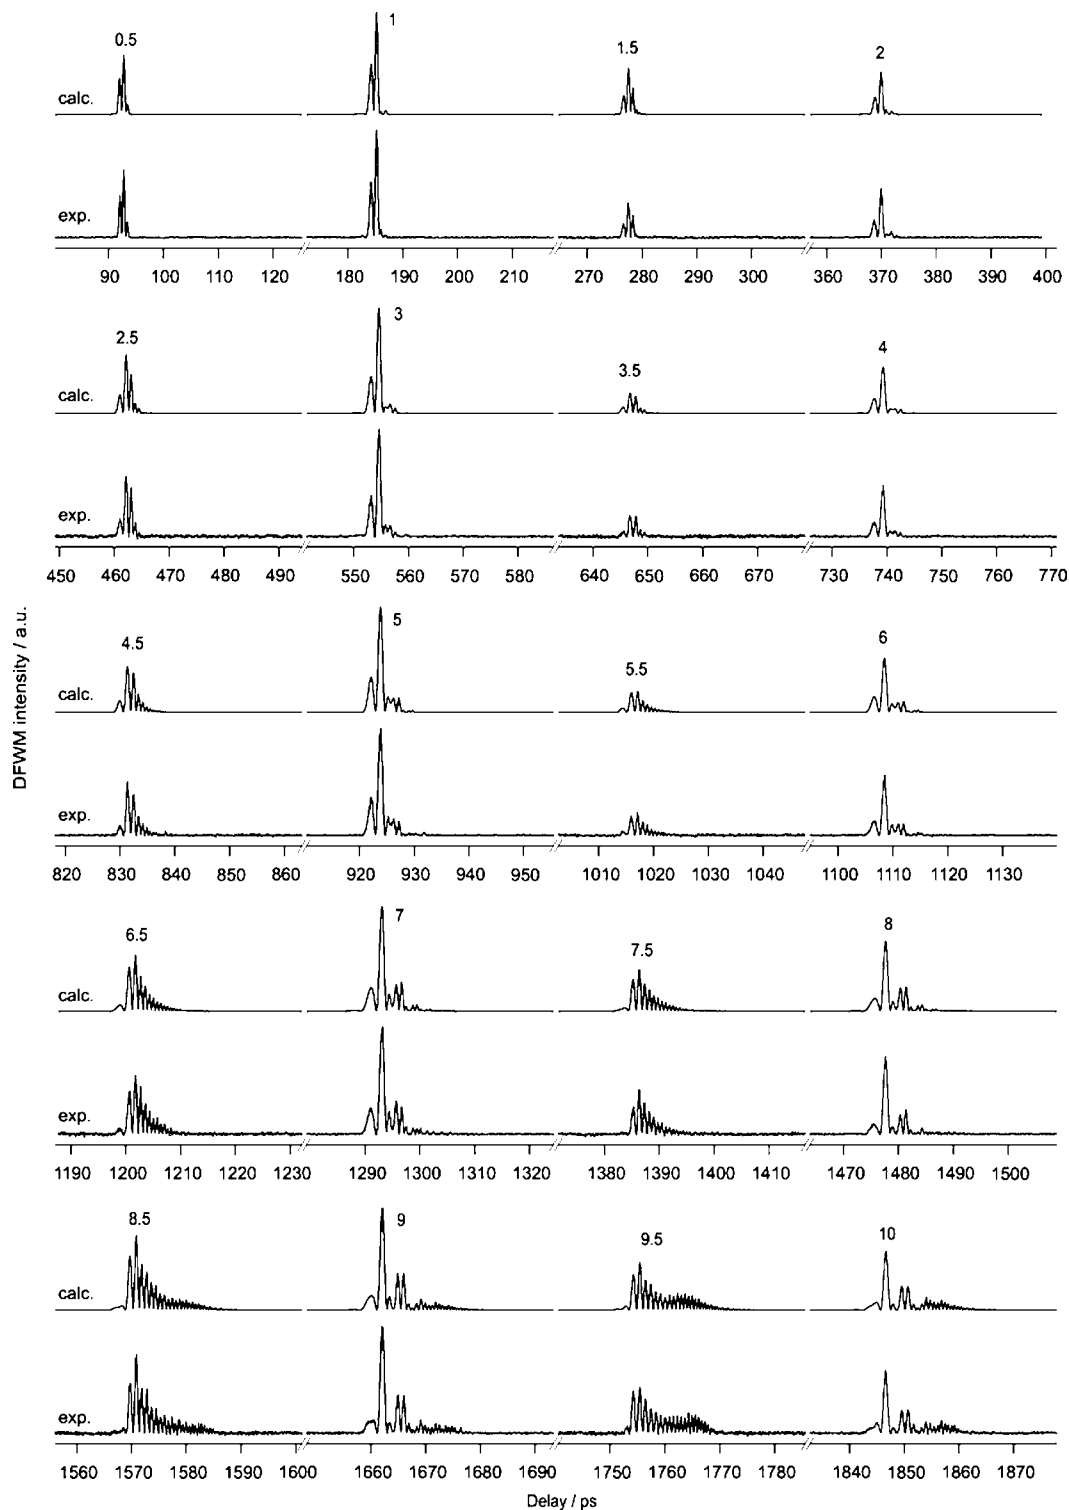 0.5 1 1.5 2
calc.
exp.
90 100 110 120 180 190 200 210 270 280 290 300 360 370 380 390 400
2.5 3 3.5 4
calc.
exp.
450 460 470 480 490 550 560 570 580 640 650 660 670 730 740 750 760 770
4.5 5 5.5 6
calc.
exp.
820 830 840 850 860 920 930 940 950 1010 1020 1030 1040 1100 1110 1120 1130
6.5 7 7.5 8
calc.
exp.
1190 1200 1210 1220 1230 1290 1300 1310 1320 1380 1390 1400 1410 1470 1480 1490 1500
8.5 9 9.5 10
calc.
exp.
1560 1570 1580 1590 1600 1660 1670 1680 1690 1750 1760 1770 1780 1840 1850 1860 1870
Delay / ps
DFWM intensity / a.u.